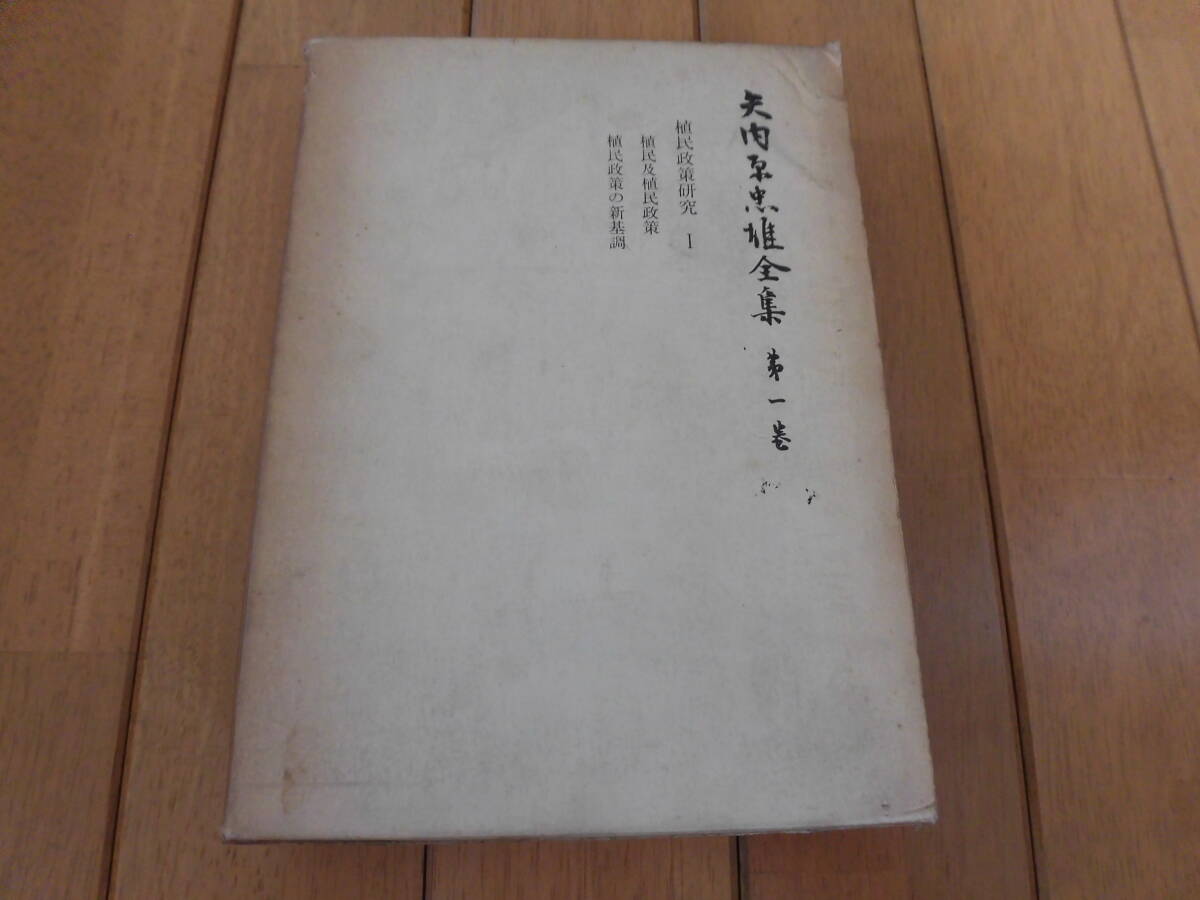 矢内原忠雄全集 第一巻
植民政策研究 I
植民及植民政策
植民政策の新基調